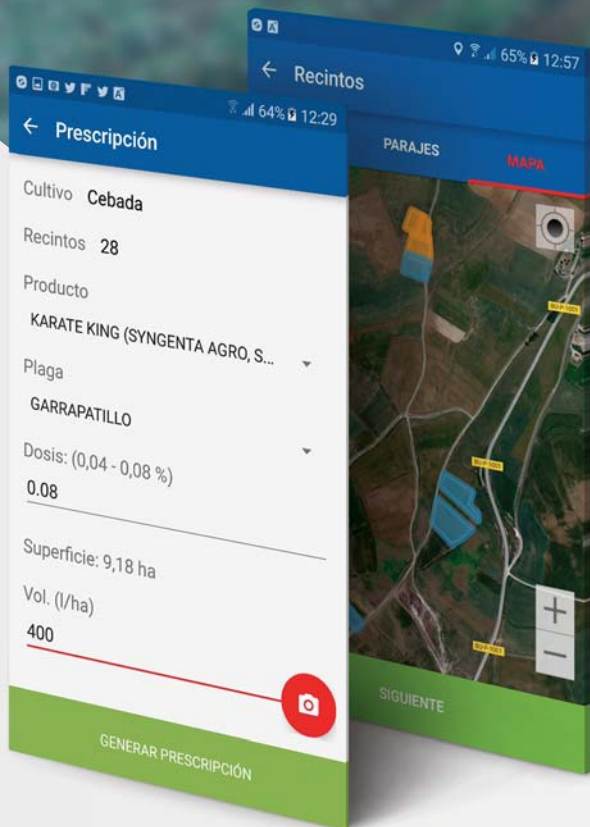 64% 12:29
Prescripción
Cultivo Cebada
Recintos 28
Producto
KARATE KING (SYNGENTA AGRO, S...
Plaga
GARRAPATILLO
Dosis: (0,04 - 0,08 %)
0.08
Superficie: 9,18 ha
Vol. (l/ha)
400
GENERAR PRESCRIPCIÓN
65% 12:57
Recintos
PARAJES MAPA
BU-P-1001
BU-P-1001
BU-P-1001
SIGUIENTE